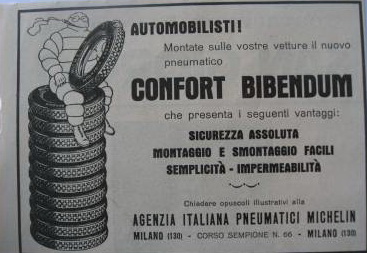 AUTOMOBILISTI!
Montate sulle vostre vetture il nuovo
pneumatico
CONFORT BIBENDUM
che presenta i seguenti vantaggi:
SICUREZZA ASSOLUTA
MONTAGGIO E SMONTAGGIO FACILI
SEMPLICITÀ - IMPERMEABILITÀ
Chiedere opuscoli illustrativi alla
AGENZIA ITALIANA PNEUMATICI MICHELIN
MILANO (130) - CORSO SEMPIONE N. 66 - MILANO (130)